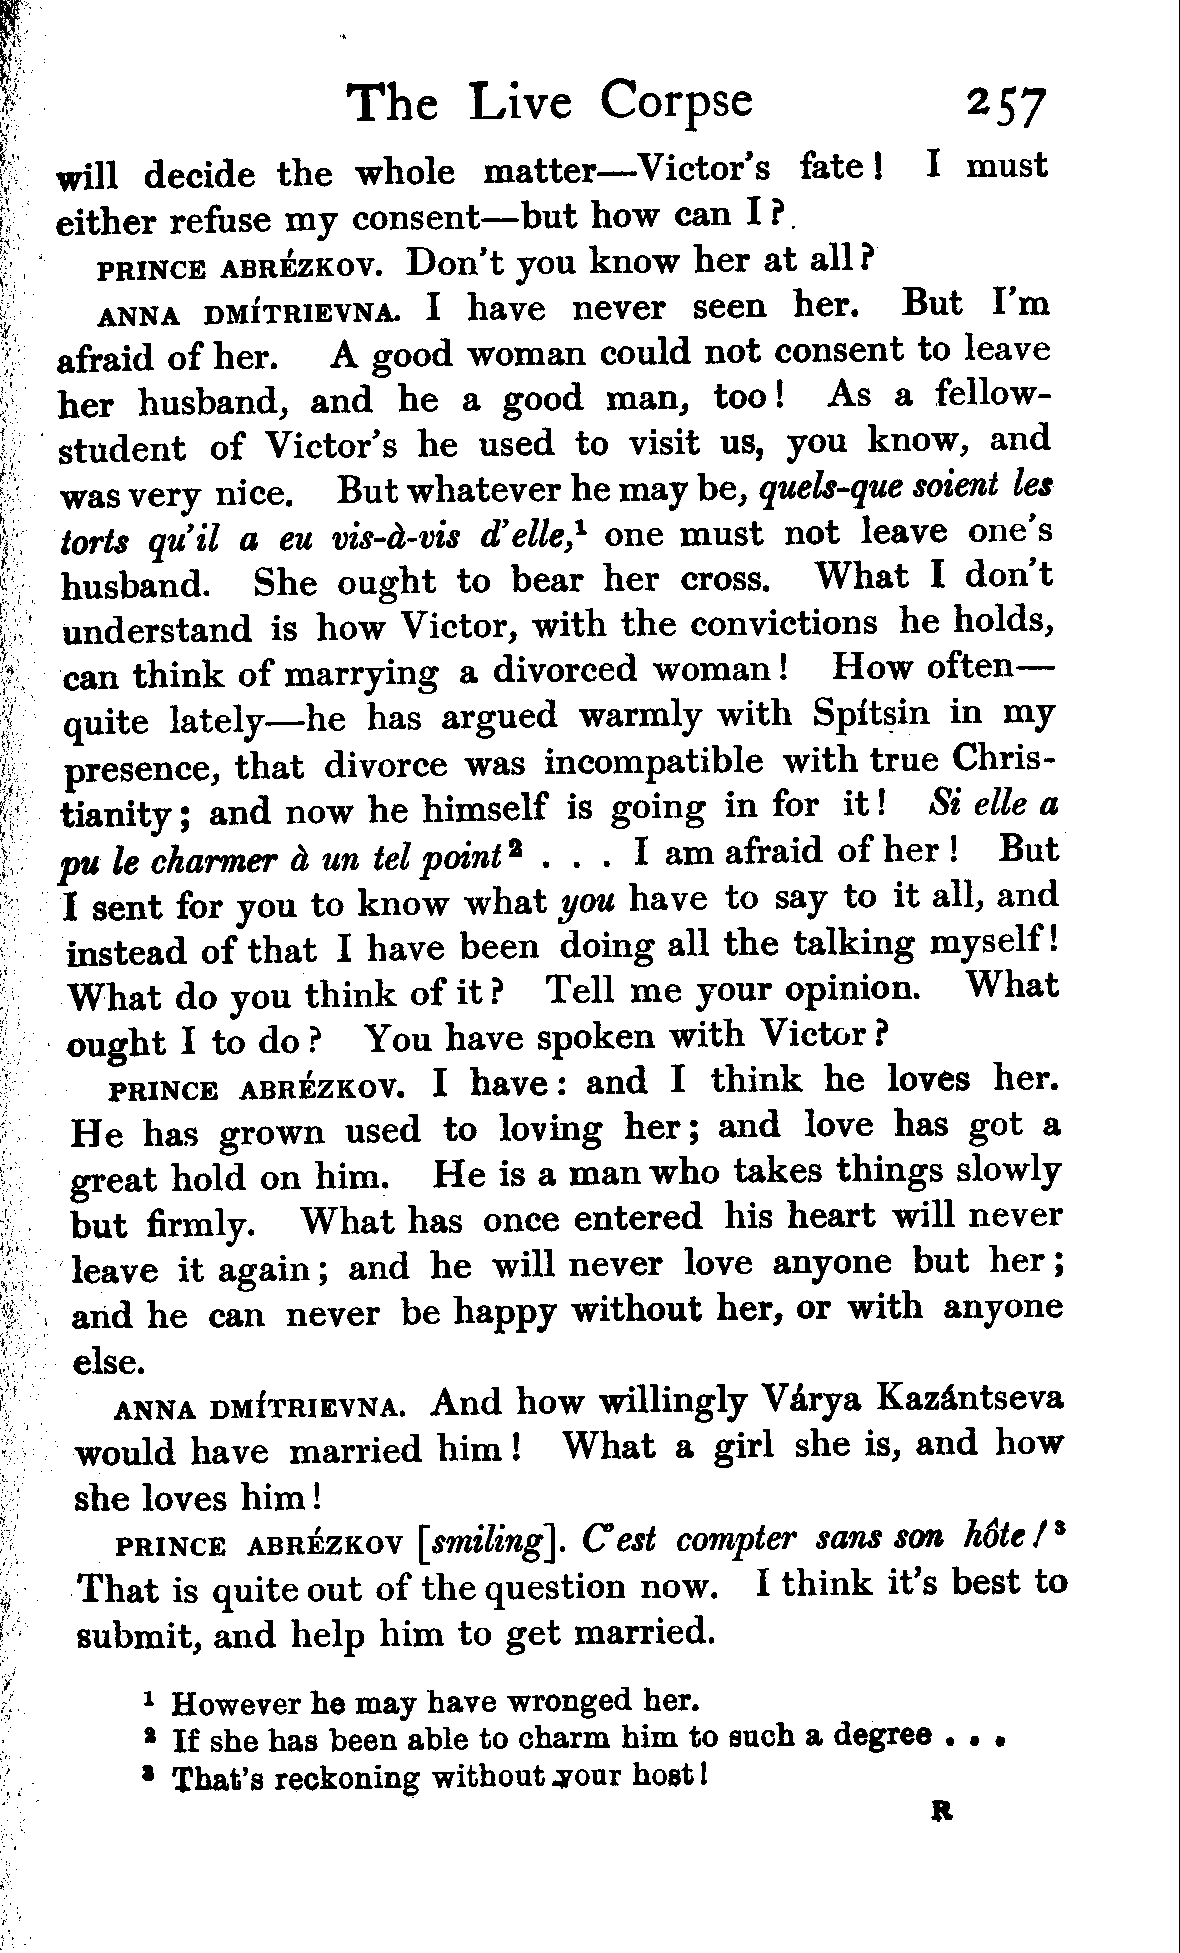 The Live Corpse 257
will decide the whole matter—Victor's fate! I must
either refuse my consent—but how can I?
PRINCE ABRÉZKOV. Don't you know her at all?
ANNA DMÍTRIEVNA. I have never seen her. But I'm
afraid of her. A good woman could not consent to leave
her husband, and he a good man, too! As a fellow-
student of Victor's he used to visit us, you know, and
was very nice. But whatever he may be, quels-que soient les
torts qu'il a eu vis-à-vis d'elle,¹ one must not leave one's
husband. She ought to bear her cross. What I don't
understand is how Victor, with the convictions he holds,
can think of marrying a divorced woman! How often—
quite lately—he has argued warmly with Spítsin in my
presence, that divorce was incompatible with true Chris-
tianity; and now he himself is going in for it! Si elle a
pu le charmer à un tel point² . . . I am afraid of her! But
I sent for you to know what you have to say to it all, and
instead of that I have been doing all the talking myself!
What do you think of it? Tell me your opinion. What
ought I to do? You have spoken with Victor?
PRINCE ABRÉZKOV. I have: and I think he loves her.
He has grown used to loving her; and love has got a
great hold on him. He is a man who takes things slowly
but firmly. What has once entered his heart will never
leave it again; and he will never love anyone but her;
and he can never be happy without her, or with anyone
else.
ANNA DMÍTRIEVNA. And how willingly Várya Kazántseva
would have married him! What a girl she is, and how
she loves him!
PRINCE ABRÉZKOV [smiling]. C'est compter sans son hôte!³
That is quite out of the question now. I think it's best to
submit, and help him to get married.
¹ However he may have wronged her.
² If she has been able to charm him to such a degree . . .
³ That's reckoning without your host!
R